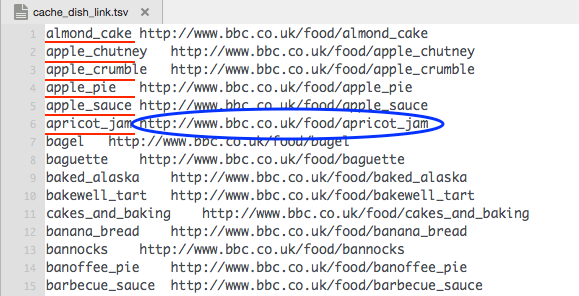 cache_dish_link.tsv ×
1 almond_cake http://www.bbc.co.uk/food/almond_cake
2 apple_chutney http://www.bbc.co.uk/food/apple_chutney
3 apple_crumble http://www.bbc.co.uk/food/apple_crumble
4 apple_pie http://www.bbc.co.uk/food/apple_pie
5 apple_sauce http://www.bbc.co.uk/food/apple_sauce
6 apricot_jam http://www.bbc.co.uk/food/apricot_jam
7 bagel http://www.bbc.co.uk/food/bagel
8 baguette http://www.bbc.co.uk/food/baguette
9 baked_alaska http://www.bbc.co.uk/food/baked_alaska
10 bakewell_tart http://www.bbc.co.uk/food/bakewell_tart
11 cakes_and_baking http://www.bbc.co.uk/food/cakes_and_baking
12 banana_bread http://www.bbc.co.uk/food/banana_bread
13 bannocks http://www.bbc.co.uk/food/bannocks
14 banoffee_pie http://www.bbc.co.uk/food/banoffee_pie
15 barbecue_sauce http://www.bbc.co.uk/food/barbecue_sauce